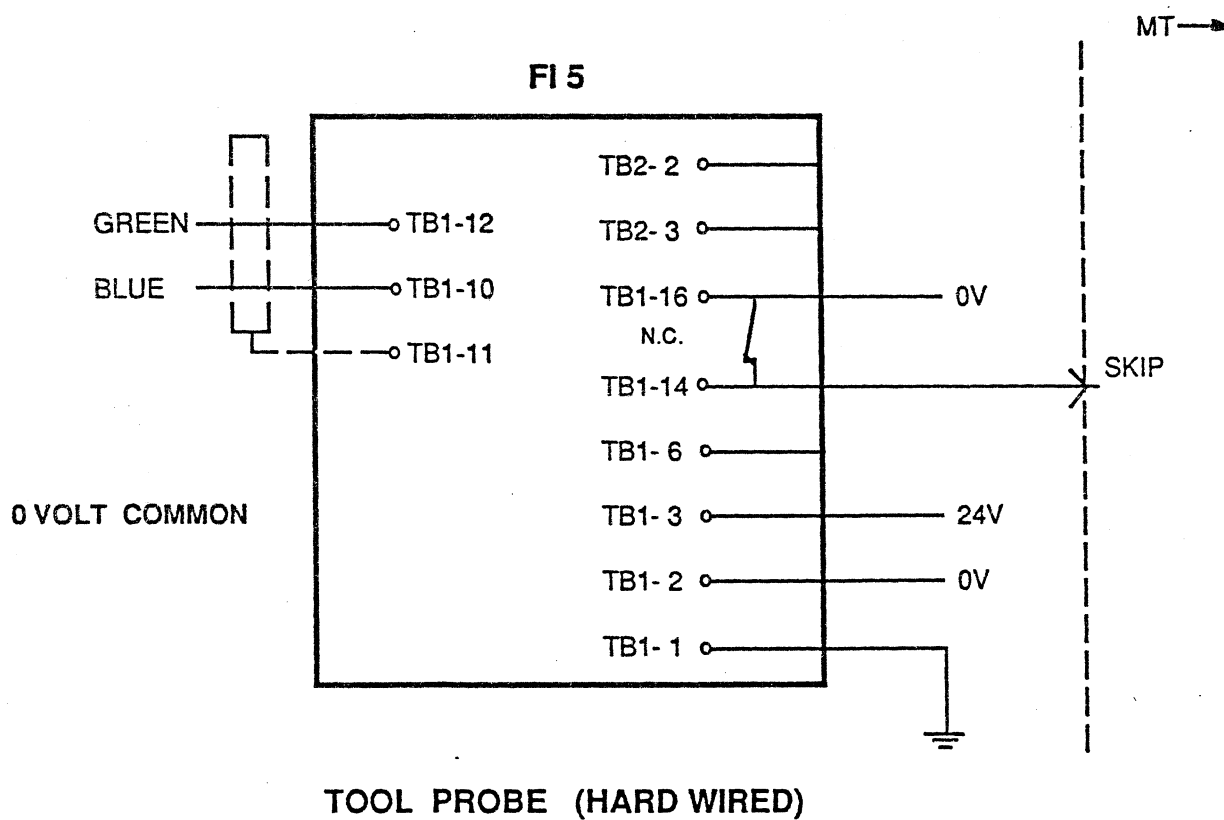 MT
FI 5
TB2- 2
GREEN TB1-12 TB2- 3
BLUE TB1-10 TB1-16 0V
N.C.
TB1-11
TB1-14 SKIP
TB1- 6
0 VOLT COMMON TB1- 3 24V
TB1- 2 0V
TB1- 1
TOOL PROBE (HARD WIRED)